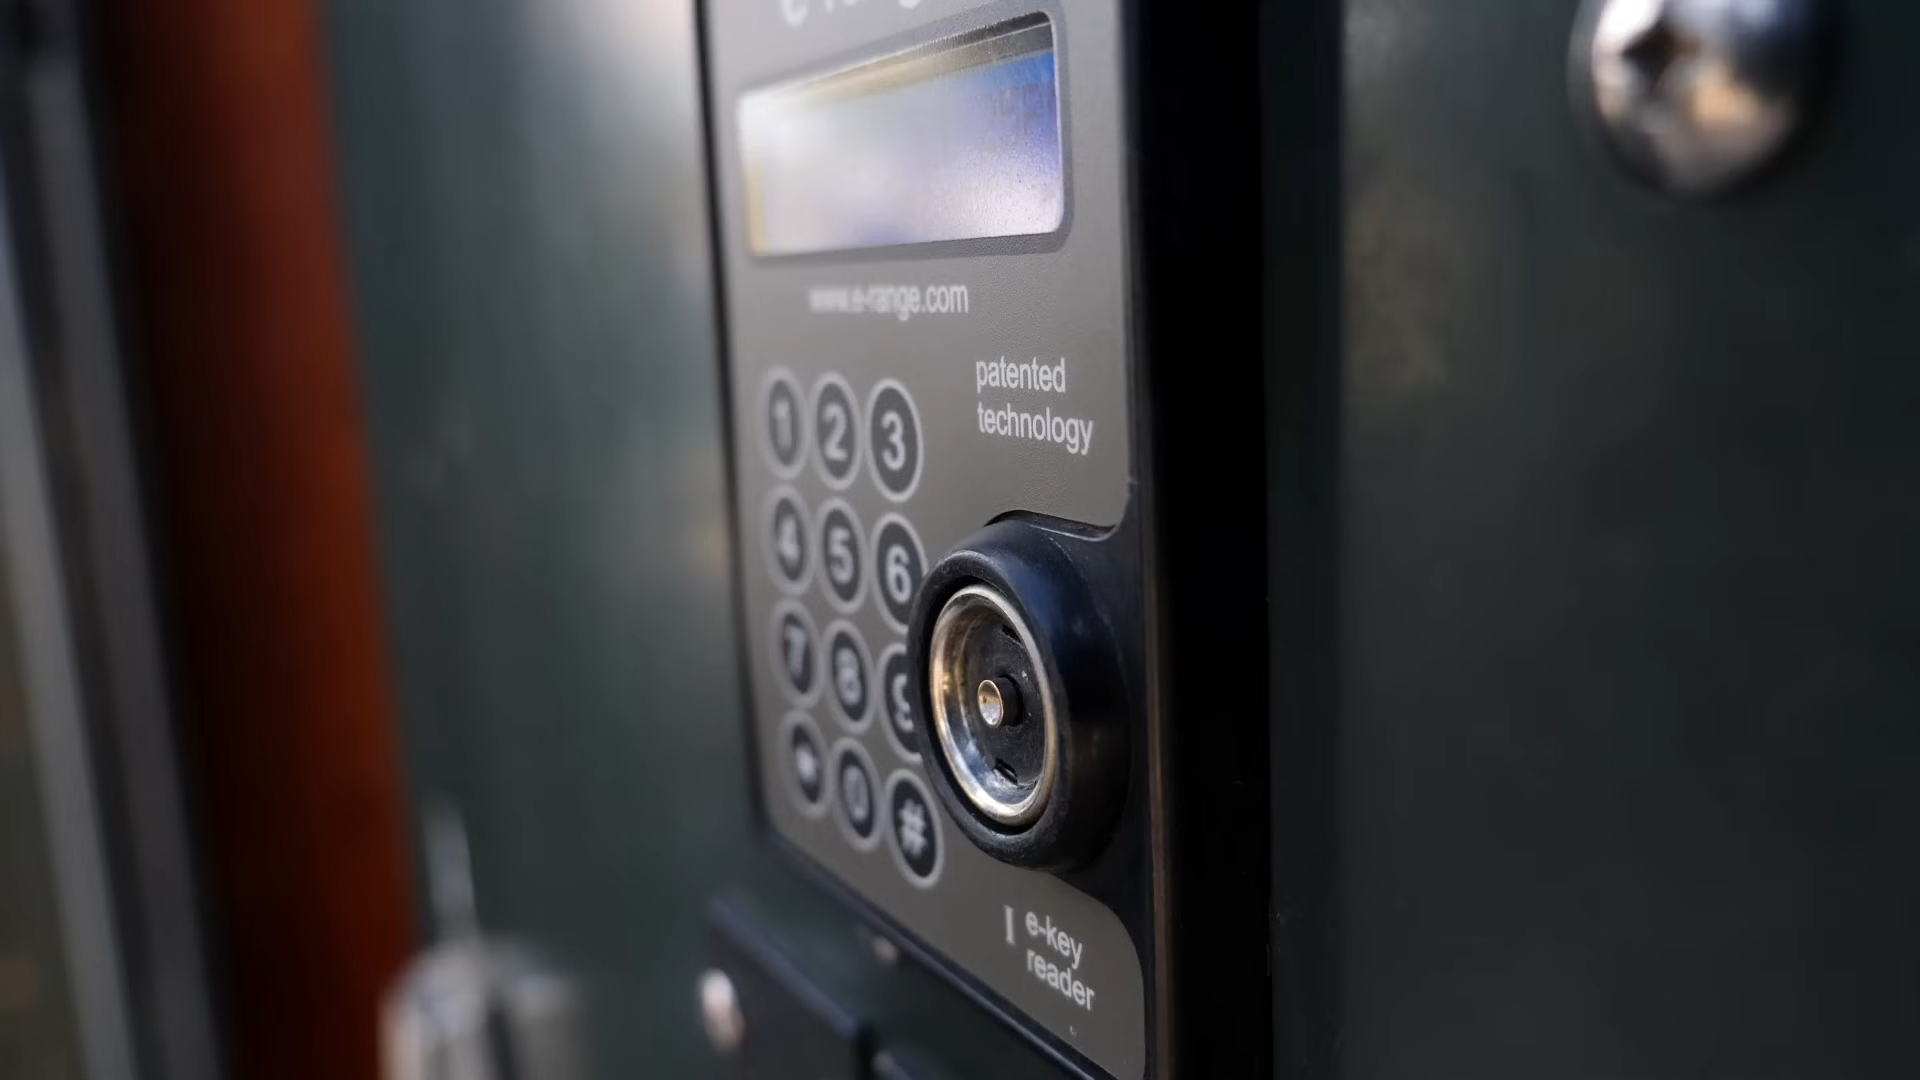 www.e-range.com
patented
technology
1 2 3
4 5 6
7 8 9
* 0 #
e-key
reader